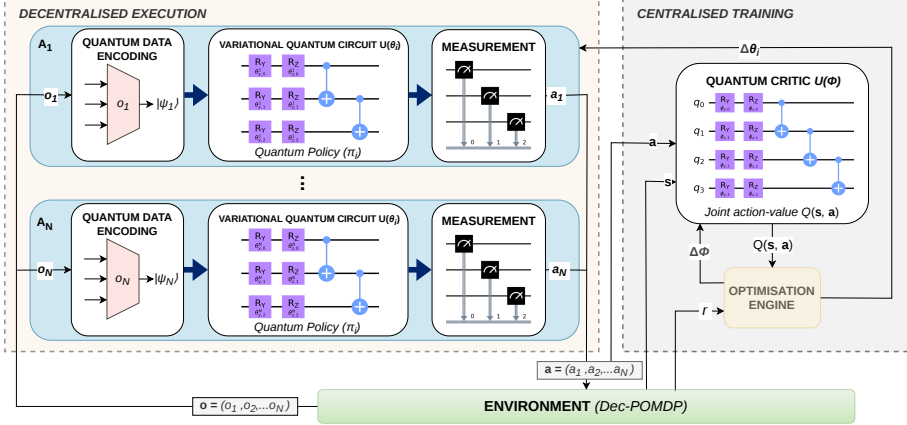 DECENTRALISED EXECUTION
A1
QUANTUM DATA
ENCODING
o1
o1
|ψ1⟩
VARIATIONAL QUANTUM CIRCUIT U(θi)
RY
RZ
RY
RZ
RY
RZ
Quantum Policy (πi)
MEASUREMENT
0 1 2
a1
...
AN
QUANTUM DATA
ENCODING
oN
oN
|ψN⟩
VARIATIONAL QUANTUM CIRCUIT U(θi)
RY
RZ
RY
RZ
RY
RZ
Quantum Policy (πi)
MEASUREMENT
0 1 2
aN
CENTRALISED TRAINING
Δθi
QUANTUM CRITIC U(Φ)
q0
RY
RZ
q1
RY
RZ
q2
RY
RZ
q3
RY
RZ
Joint action-value Q(s, a)
a
s
Q(s, a)
ΔΦ
OPTIMISATION
ENGINE
r
a = (a1 ,a2,...aN)
o = (o1 ,o2,...oN)
ENVIRONMENT (Dec-POMDP)